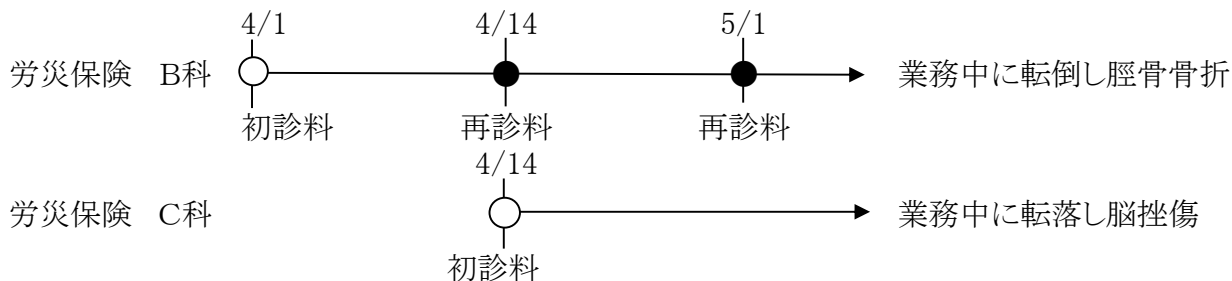 4/1 4/14 5/1
労災保険 B科 業務中に転倒し脛骨骨折
初診料 再診料 再診料
4/14
労災保険 C科 業務中に転落し脳挫傷
初診料